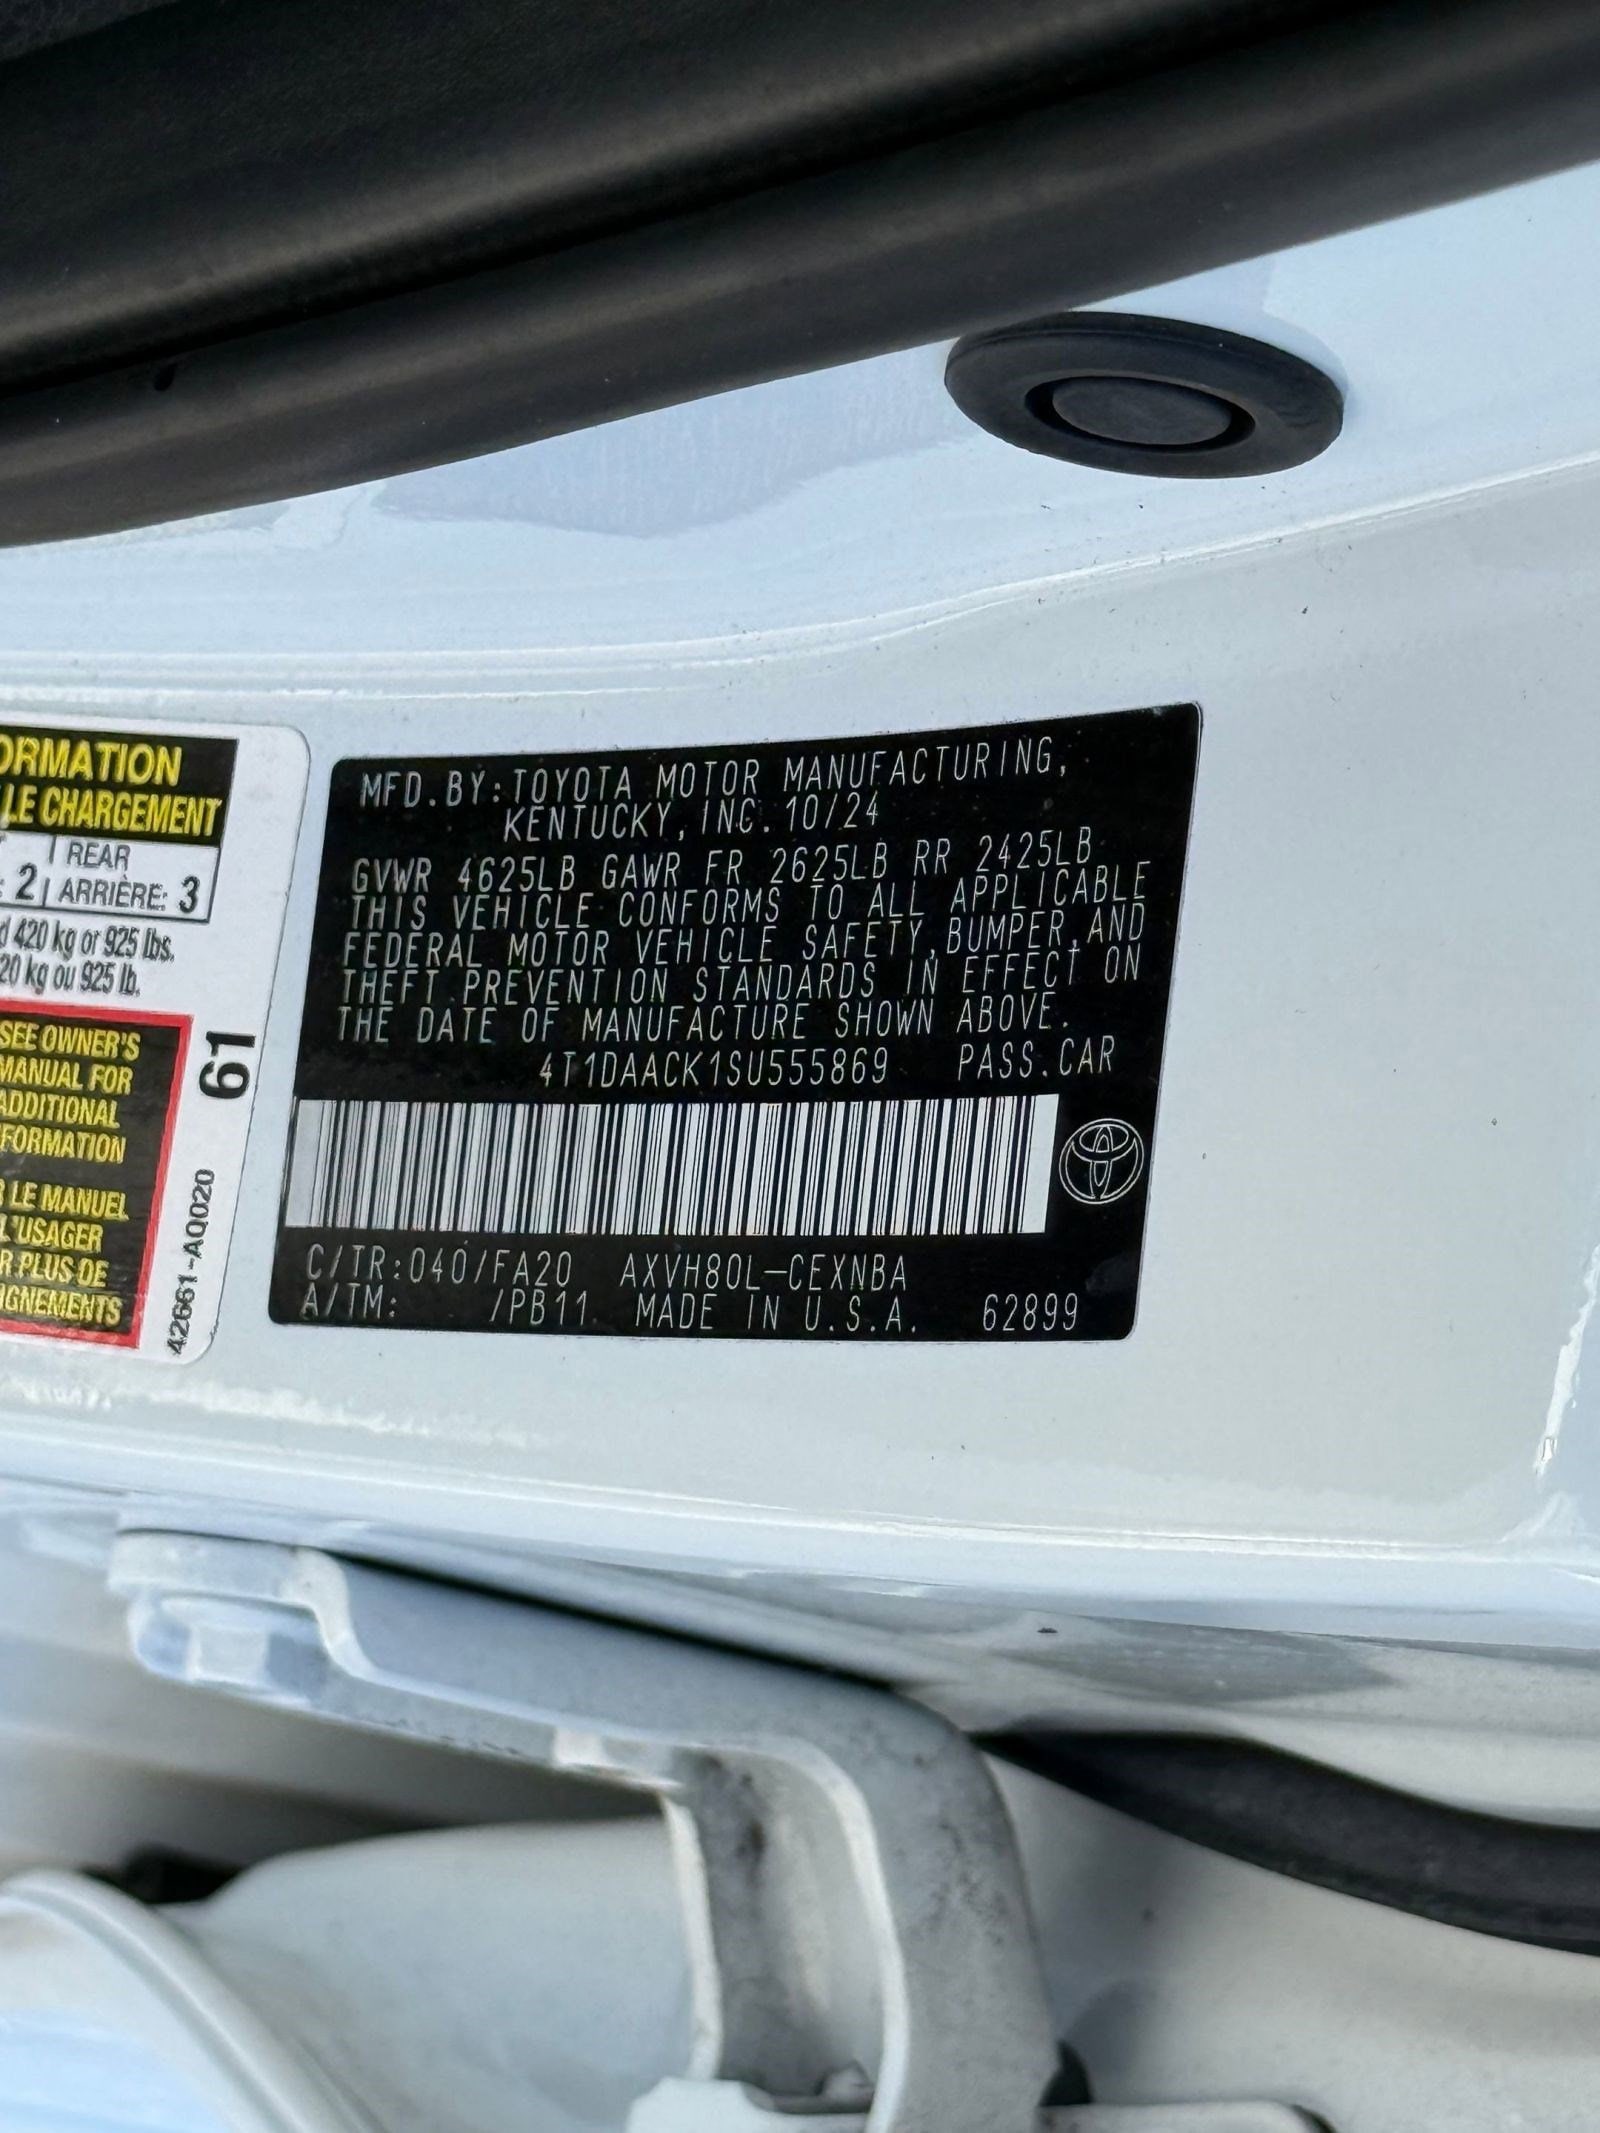 ORMATION
LE CHARGEMENT
REAR
2 ARRIÈRE: 3
420 kg or 925 lbs.
20 kg ou 925 lb.
SEE OWNER'S
MANUAL FOR
ADDITIONAL
FORMATION
LE MANUEL
L'USAGER
R PLUS DE
IGNEMENTS
61
42661-AQ020
MFD.BY:TOYOTA MOTOR MANUFACTURING,
KENTUCKY, INC. 10/24
GVWR 4625LB GAWR FR 2625LB RR 2425LB
THIS VEHICLE CONFORMS TO ALL APPLICABLE
FEDERAL MOTOR VEHICLE SAFETY, BUMPER, AND
THEFT PREVENTION STANDARDS IN EFFECT ON
THE DATE OF MANUFACTURE SHOWN ABOVE.
4T1DAACK1SU555869 PASS.CAR
C/TR:040/FA20 AXVH80L-CEXNBA
A/TM: /PB11 MADE IN U.S.A. 62899